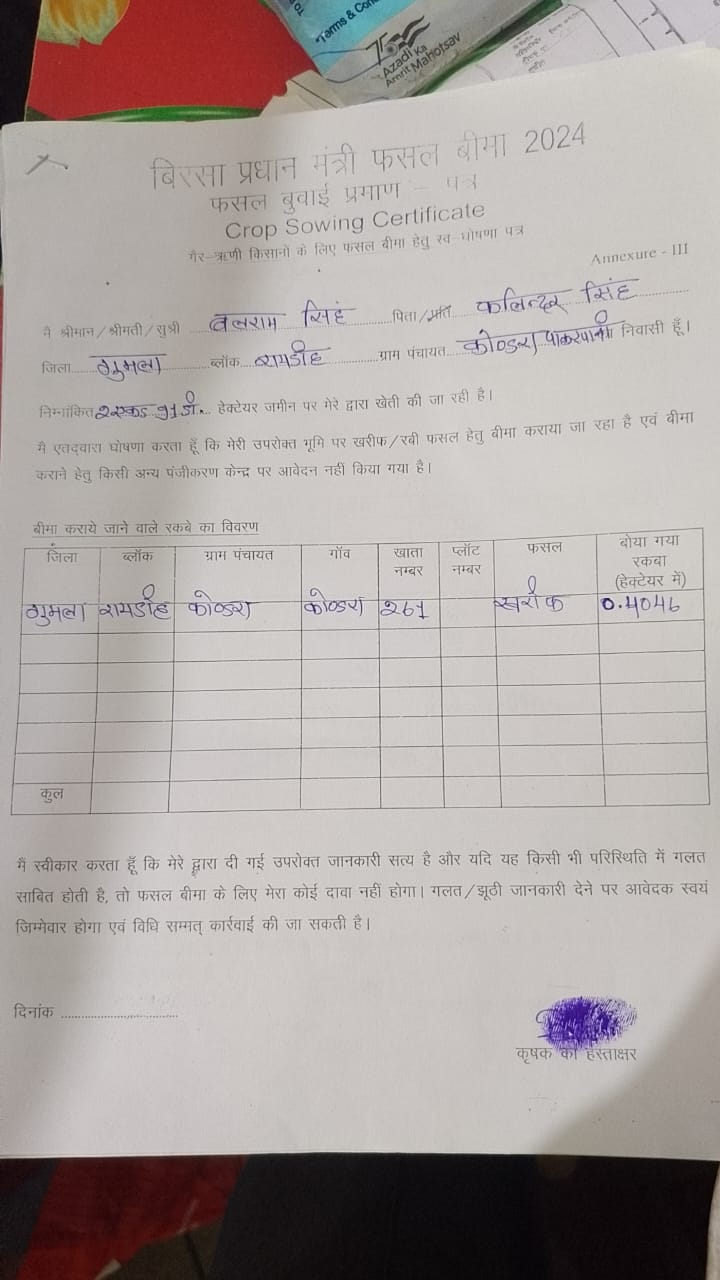 Terms & Con
75
Azadi Ka
Amrit Mahotsav
बिरसा प्रधान मंत्री फसल बीमा 2024
फसल बुवाई प्रमाण – पत्र
Crop Sowing Certificate
गैर–ऋणी किसानों के लिए फसल बीमा हेतु स्व–घोषणा पत्र
Annexure - III
मै श्रीमान/श्रीमती/सुश्री बलराम सिंह पिता/प्रति फलिन्दर सिंह
जिला गुमला ब्लॉक रायडीह ग्राम पंचायत कोण्डरा पाकरपानी निवासी हूँ।
निम्नांकित 2 एकड़ 91 डी. हेक्टेयर जमीन पर मेरे द्वारा खेती की जा रही है।
मै एतद्वारा घोषणा करता हूँ कि मेरी उपरोक्त भूमि पर खरीफ/रबी फसल हेतु बीमा कराया जा रहा है एवं बीमा
कराने हेतु किसी अन्य पंजीकरण केन्द्र पर आवेदन नहीं किया गया है।
बीमा कराये जाने वाले रकबे का विवरण
जिला ब्लॉक ग्राम पंचायत गॉव खाता नम्बर प्लॉट नम्बर फसल बोया गया रकबा (हेक्टेयर में)
गुमला रायडीह कोण्डरा कोण्डरा 261 खरीफ 0.4046
कुल
मै स्वीकार करता हूँ कि मेरे द्वारा दी गई उपरोक्त जानकारी सत्य है और यदि यह किसी भी परिस्थिति में गलत
साबित होती है, तो फसल बीमा के लिए मेरा कोई दावा नहीं होगा। गलत/झूठी जानकारी देने पर आवेदक स्वयं
जिम्मेवार होगा एवं विधि सम्मत् कार्रवाई की जा सकती है।
दिनांक
कृषक का हस्ताक्षर